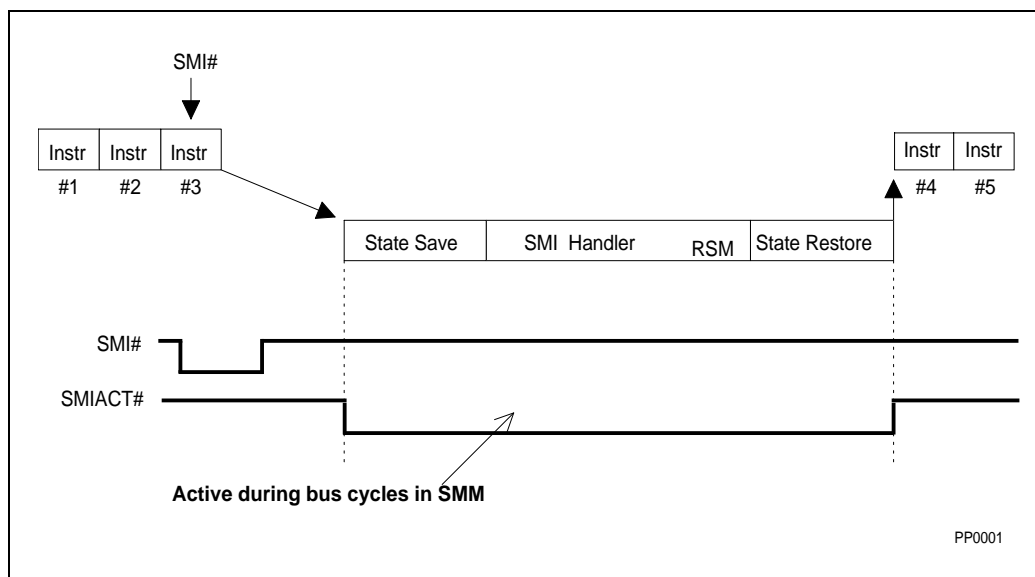 SMI#
Instr Instr Instr
#1 #2 #3
Instr Instr
#4 #5
State Save SMI Handler RSM State Restore
SMI#
SMIACT#
Active during bus cycles in SMM
PP0001